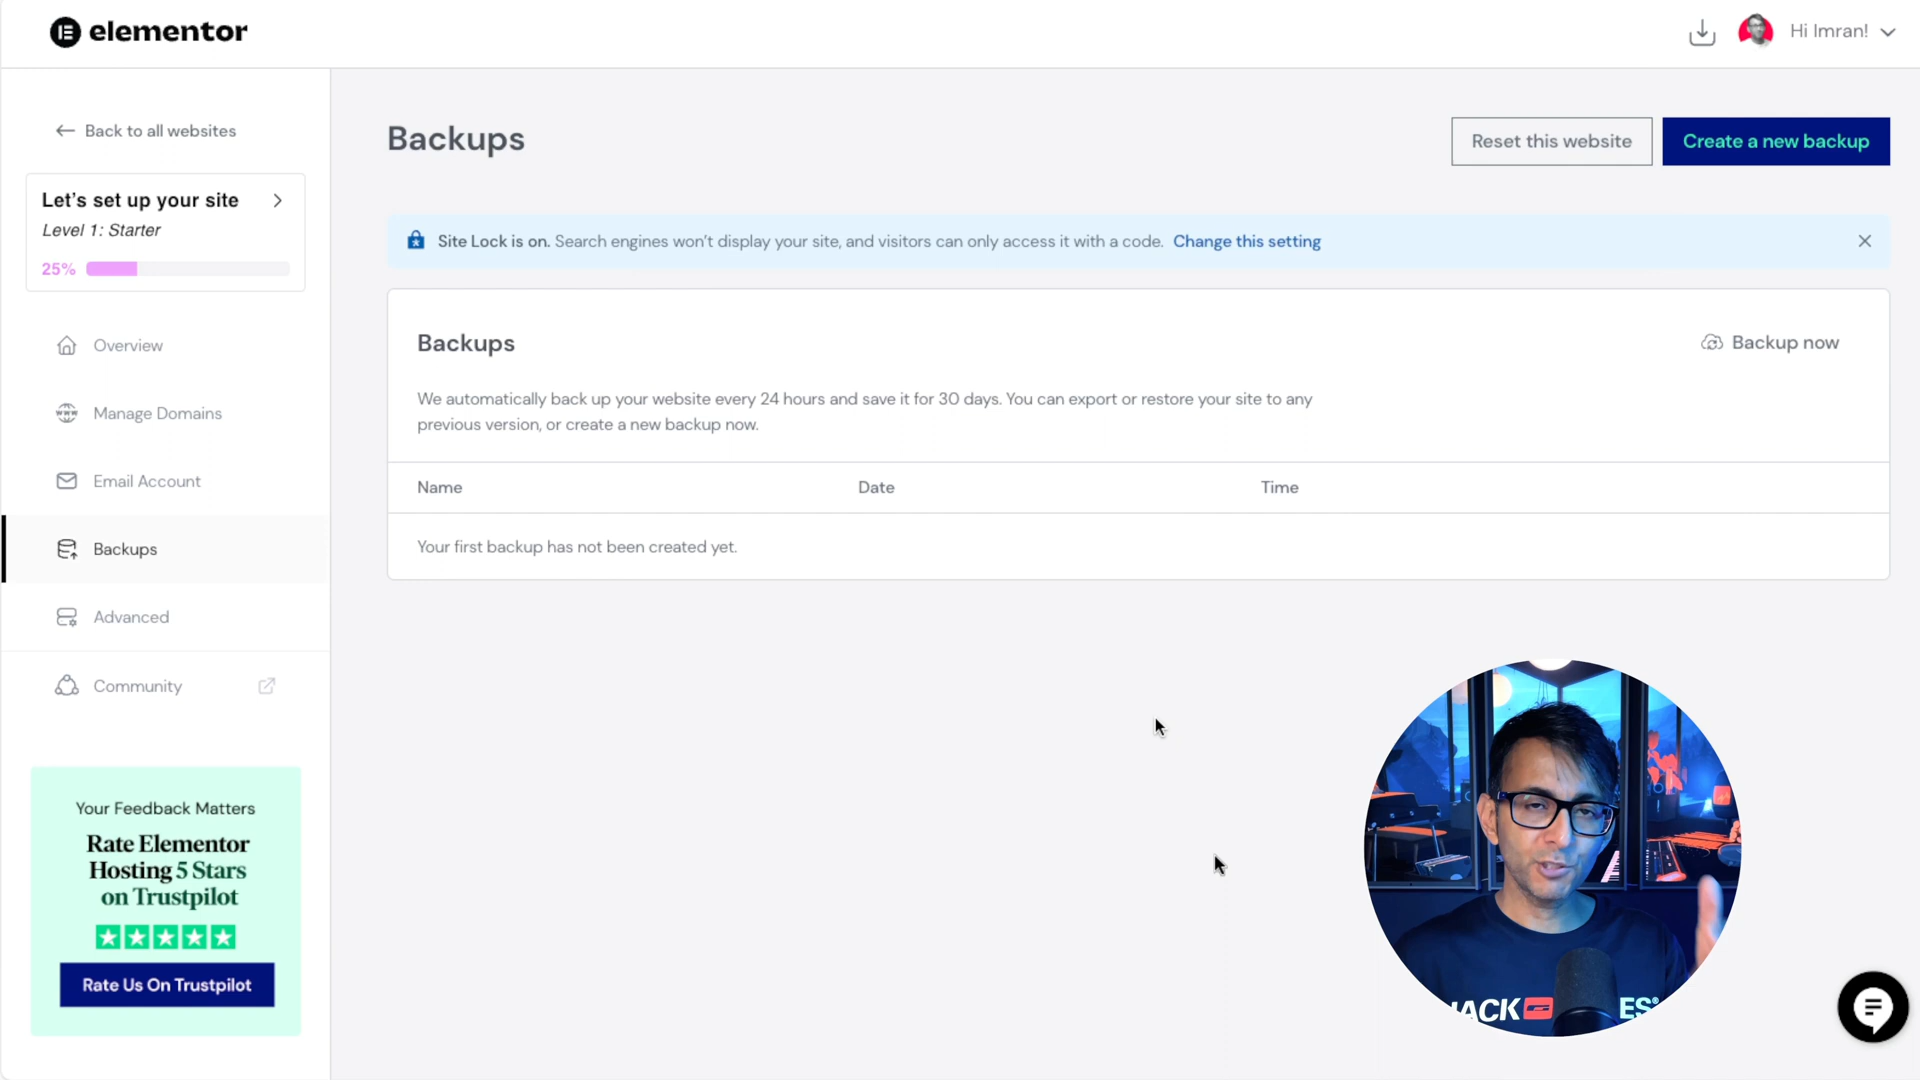 elementor
Hi Imran!
Back to all websites
Let's set up your site
Level 1: Starter
25%
Overview
Manage Domains
Email Account
Backups
Advanced
Community
Your Feedback Matters
Rate Elementor
Hosting 5 Stars
on Trustpilot
Rate Us On Trustpilot
Backups
Reset this website
Create a new backup
Site Lock is on. Search engines won't display your site, and visitors can only access it with a code. Change this setting
Backups
Backup now
We automatically back up your website every 24 hours and save it for 30 days. You can export or restore your site to any
previous version, or create a new backup now.
Name Date Time
Your first backup has not been created yet.